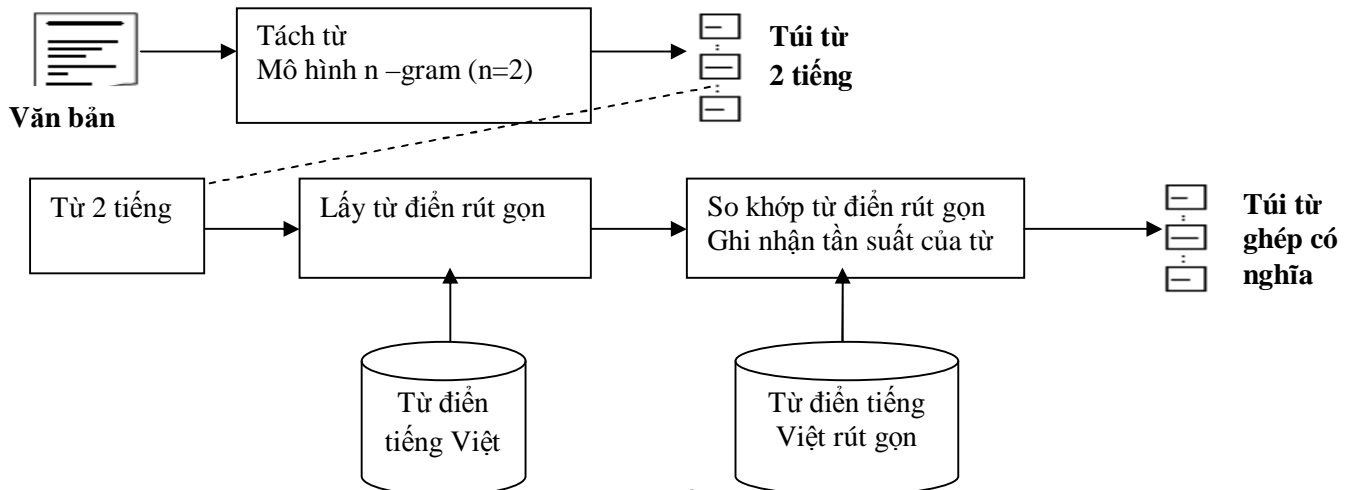 Tách từ
Mô hình n –gram (n=2)
Túi từ
2 tiếng
Văn bản
Từ 2 tiếng
Lấy từ điển rút gọn
So khớp từ điển rút gọn
Ghi nhận tần suất của từ
Túi từ
ghép có
nghĩa
Từ điển
tiếng Việt
Từ điển tiếng
Việt rút gọn